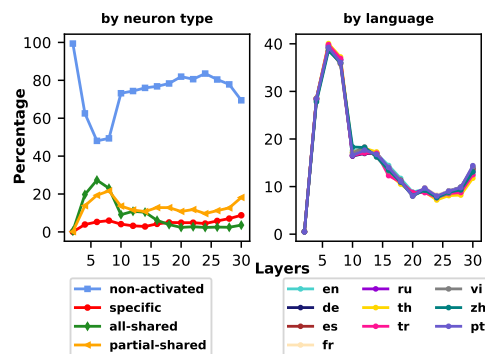 by neuron type
by language
Percentage
100
80
60
40
20
0
40
30
20
10
0
5 10 15 20 25 30
5 10 15 20 25 30
Layers
non-activated
specific
all-shared
partial-shared
en ru vi
de th zh
es tr pt
fr